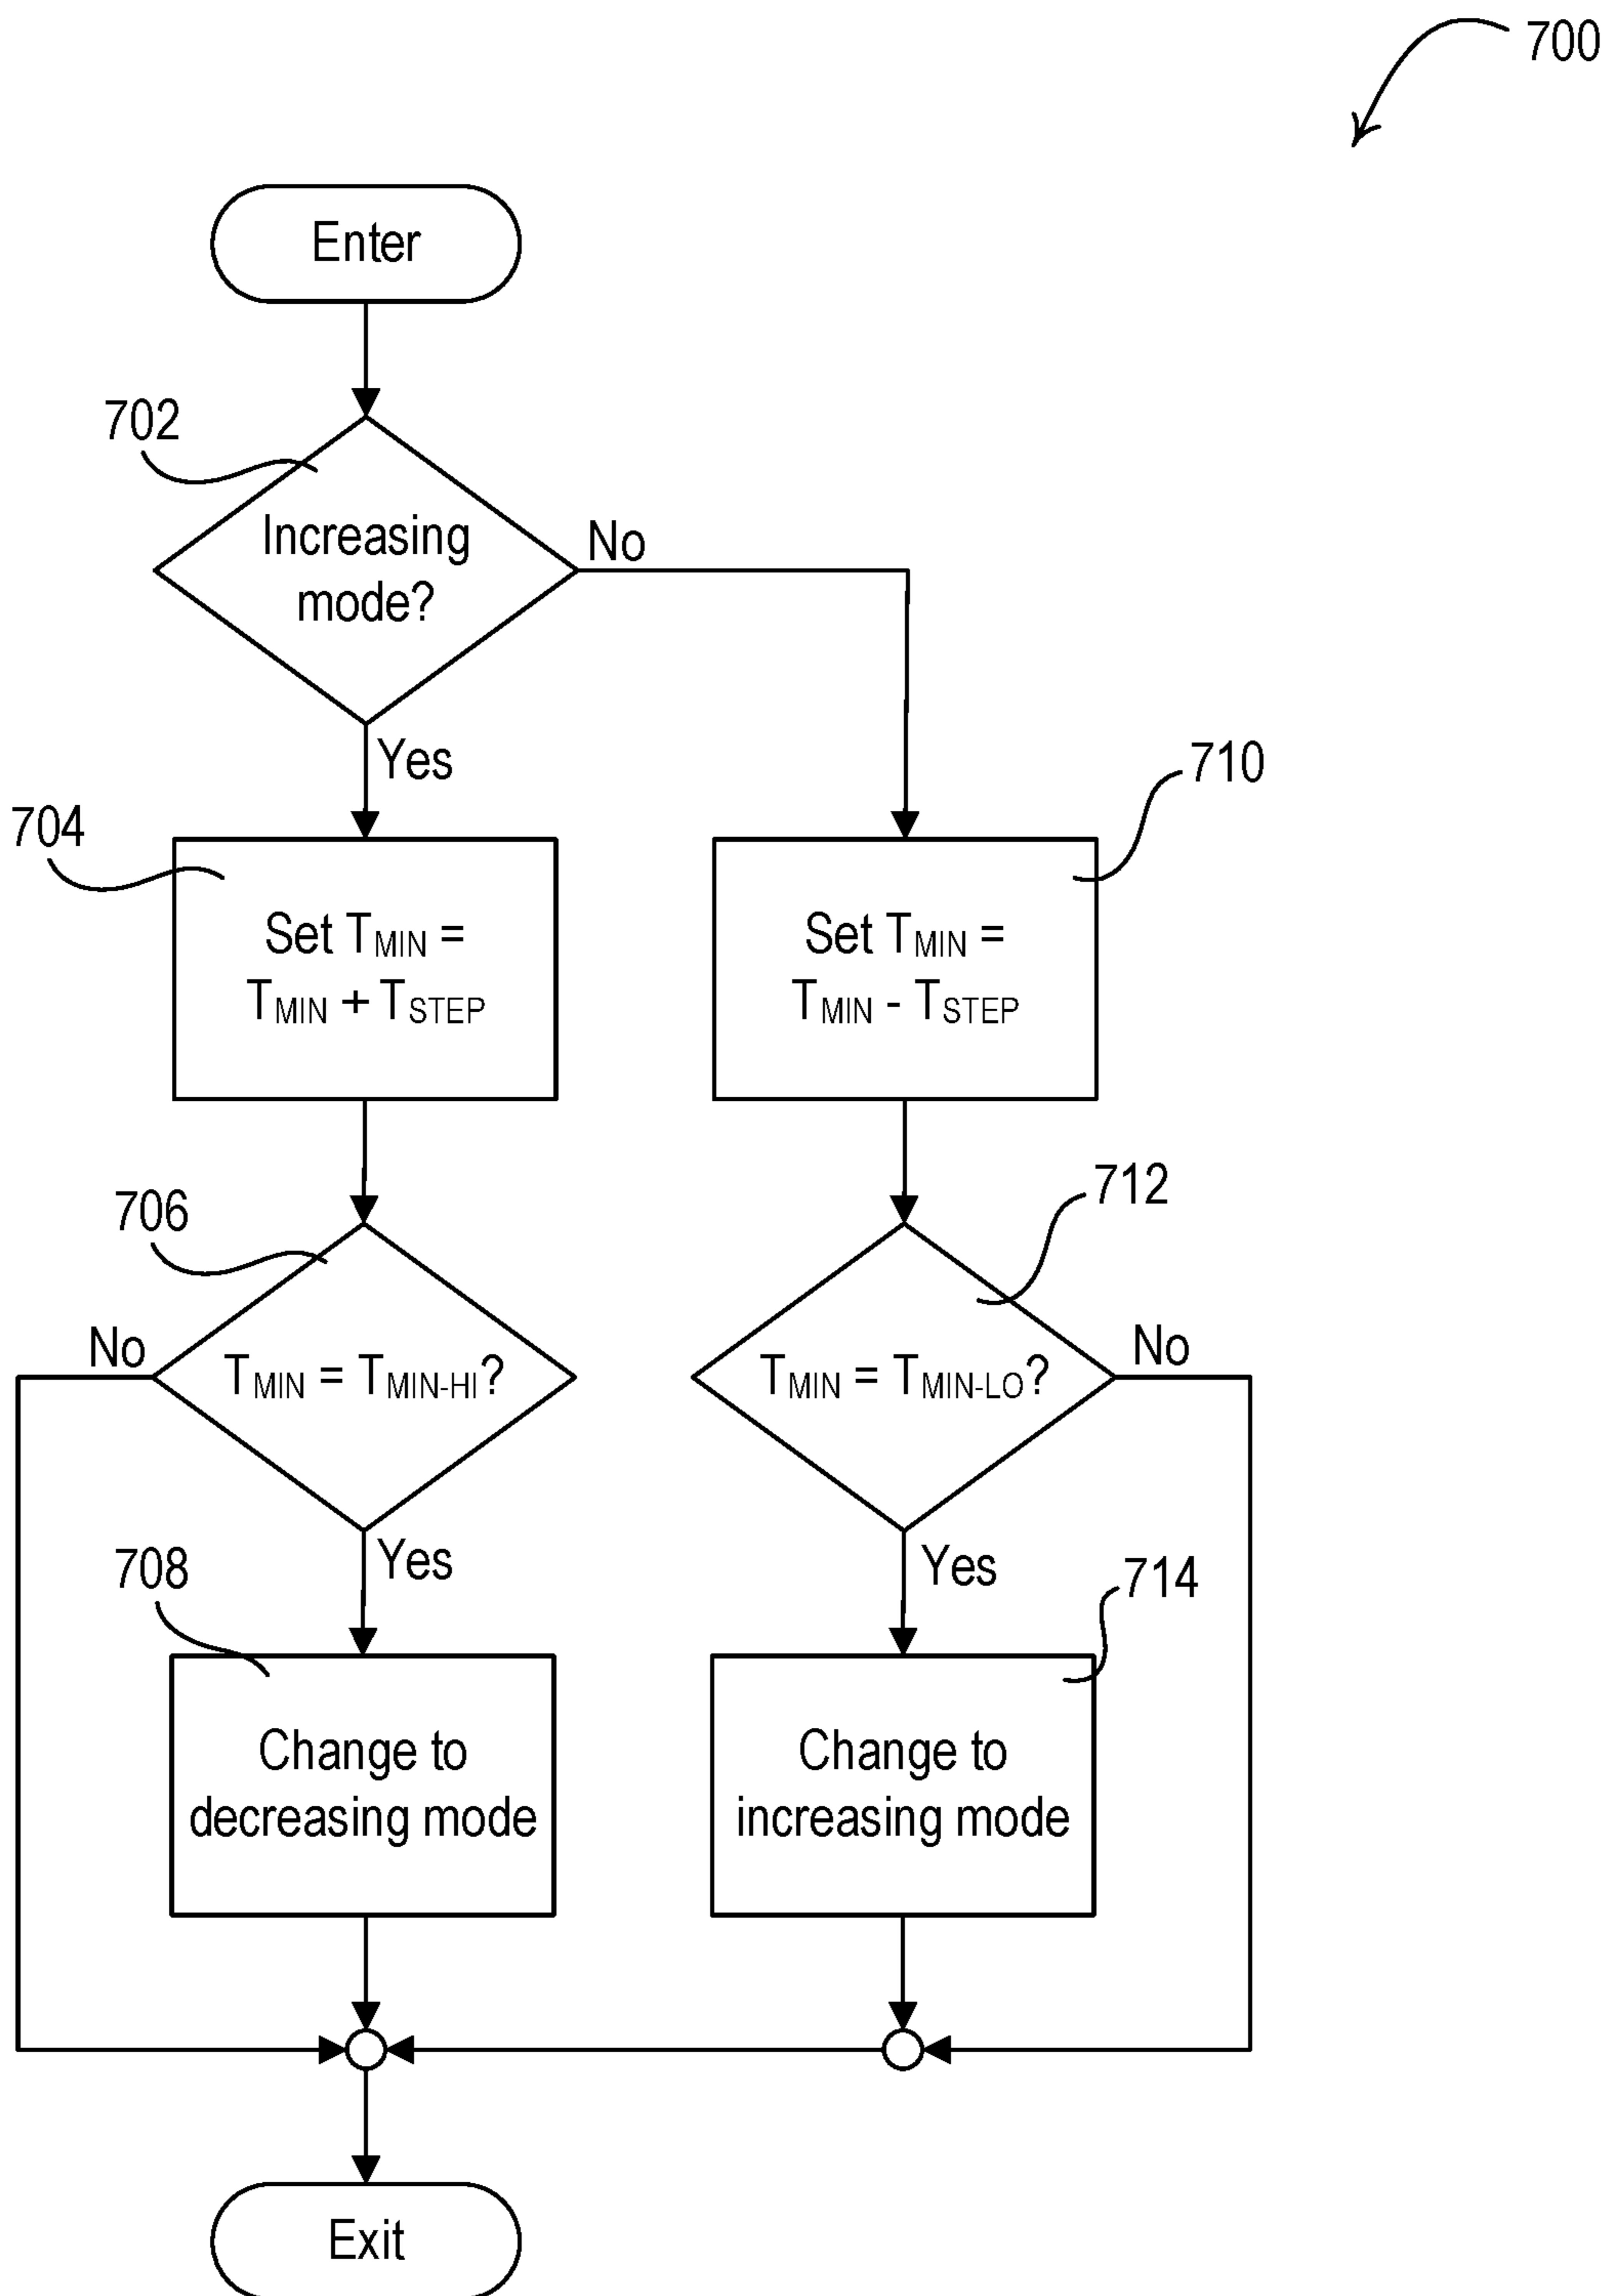 700
Enter
702
Increasing
mode?
No
Yes
704
Set TMIN =
TMIN + TSTEP
710
Set TMIN =
TMIN - TSTEP
706
TMIN = TMIN-HI?
No
Yes
712
TMIN = TMIN-LO?
No
Yes
708
Change to
decreasing mode
714
Change to
increasing mode
Exit